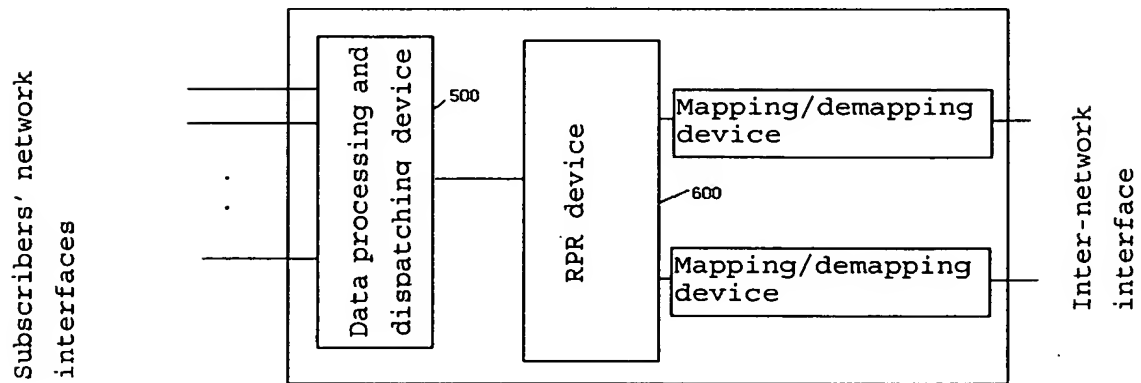 Subscribers' network
interfaces
Data processing and
dispatching device
500
RPR device
600
Mapping/demapping
device
Mapping/demapping
device
Inter-network
interface